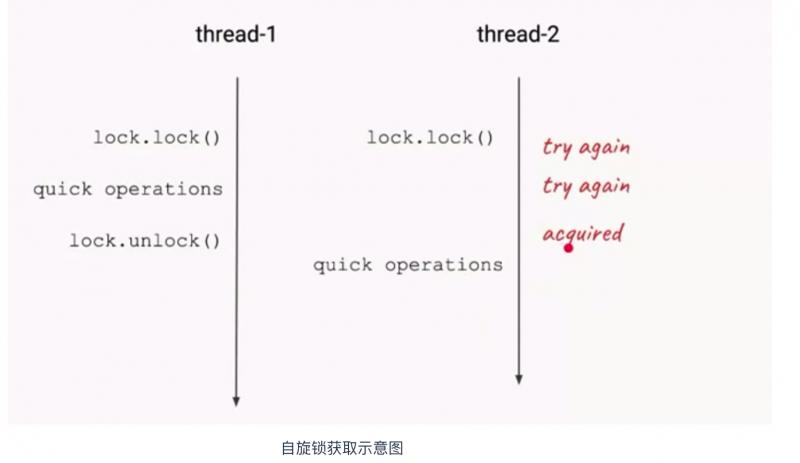 thread-1
thread-2
lock.lock()
lock.lock()
try again
quick operations
try again
lock.unlock()
acquired
quick operations
自旋锁获取示意图